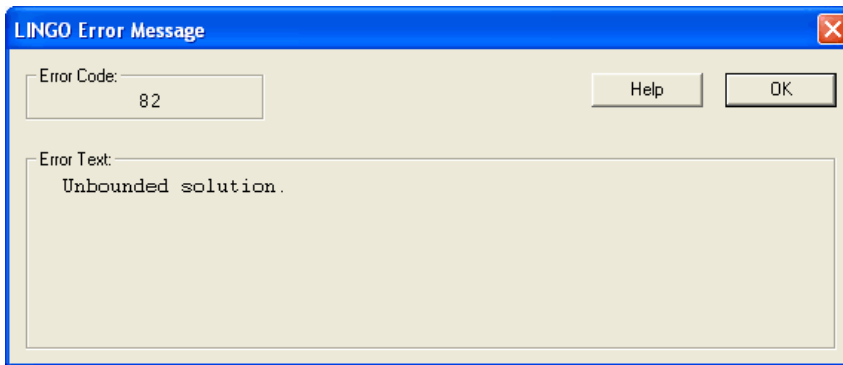 LINGO Error Message
Error Code:
82
Help
OK
Error Text:
Unbounded solution.